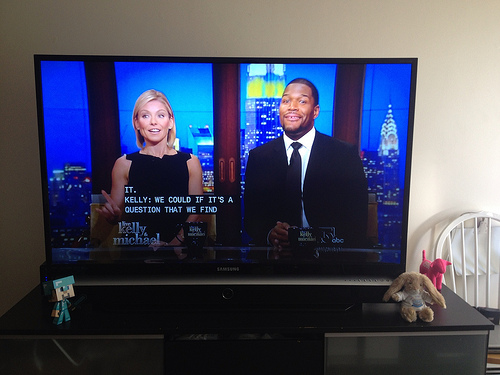 IT.
KELLY: WE COULD IF IT'S A
QUESTION THAT WE FIND
kelly
michael
abc
SAMSUNG